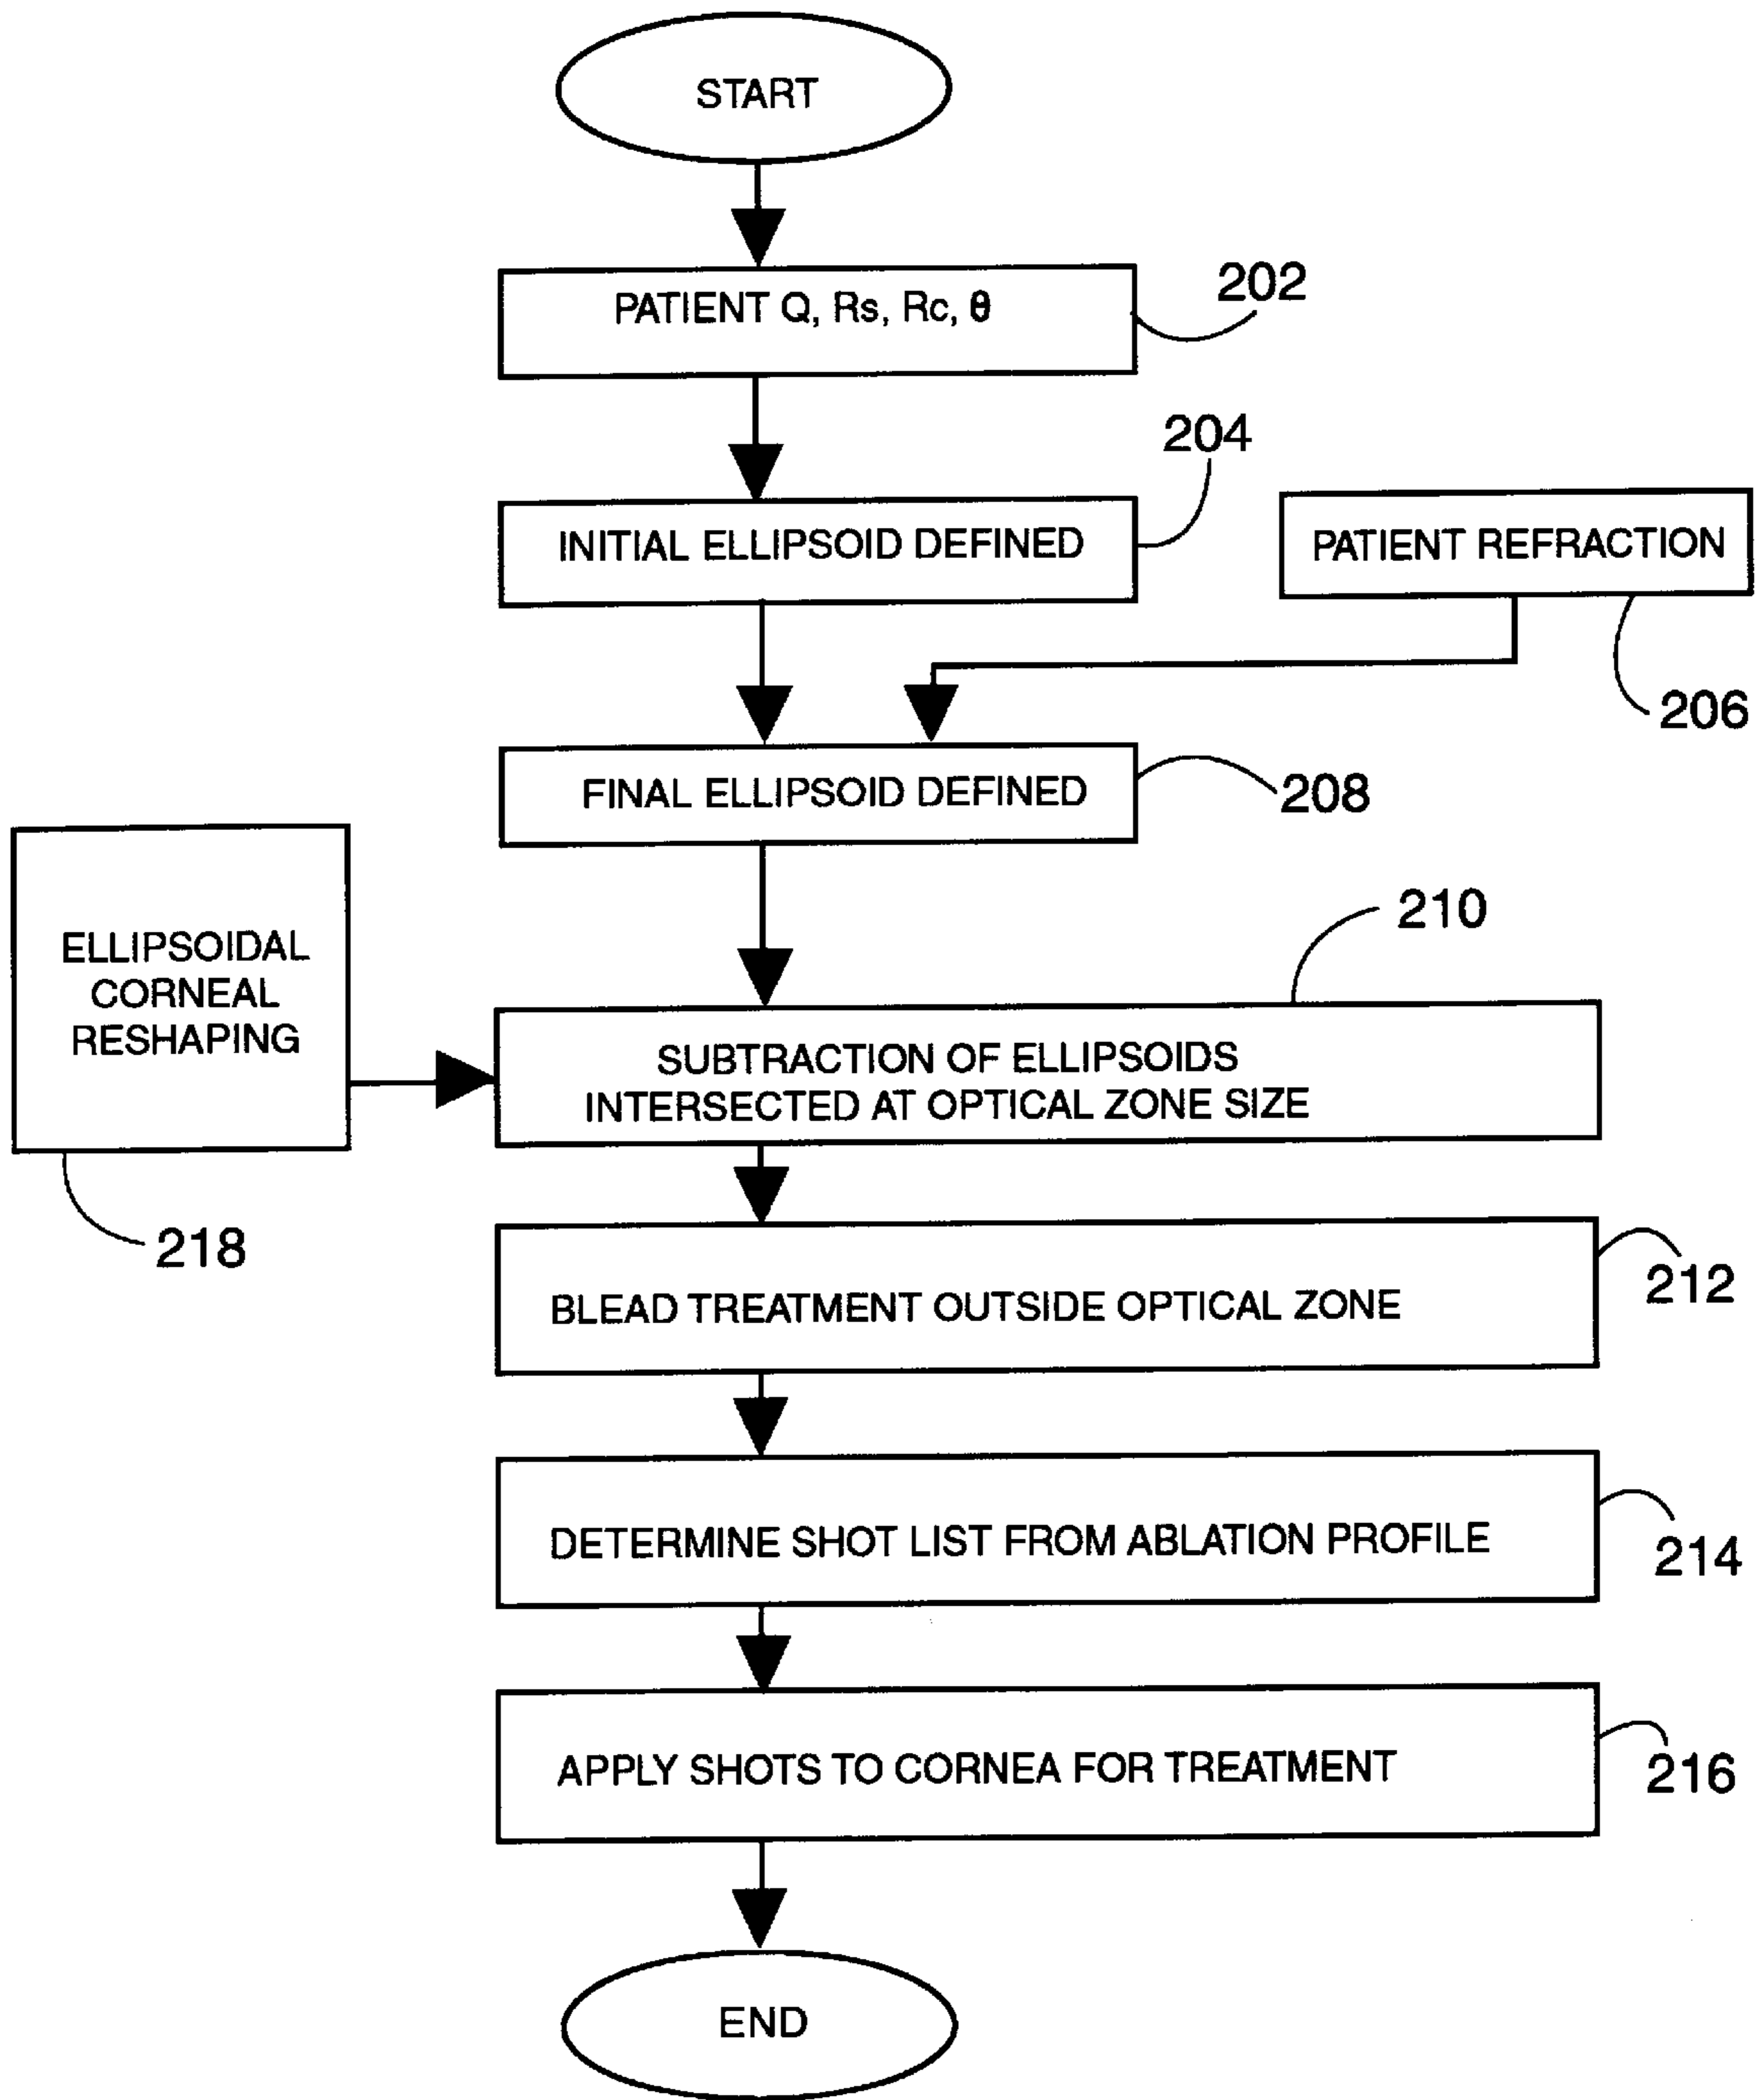 START
PATIENT Q, Rs, Rc, θ
202
204
INITIAL ELLIPSOID DEFINED
PATIENT REFRACTION
206
FINAL ELLIPSOID DEFINED
208
210
ELLIPSOIDAL
CORNEAL
RESHAPING
218
SUBTRACTION OF ELLIPSOIDS
INTERSECTED AT OPTICAL ZONE SIZE
BLEAD TREATMENT OUTSIDE OPTICAL ZONE
212
DETERMINE SHOT LIST FROM ABLATION PROFILE
214
APPLY SHOTS TO CORNEA FOR TREATMENT
216
END